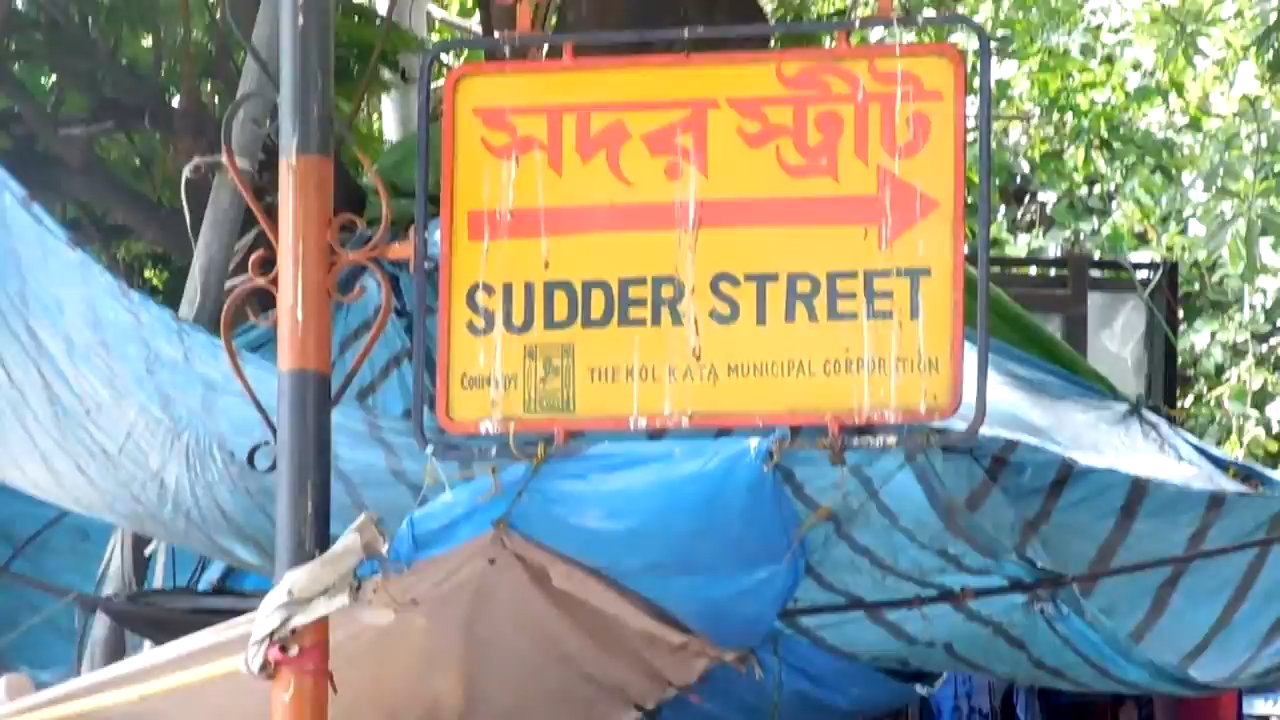 সদর স্ট্রীট
SUDDER STREET
Courtesy THE KOLKATA MUNICIPAL CORPORATION